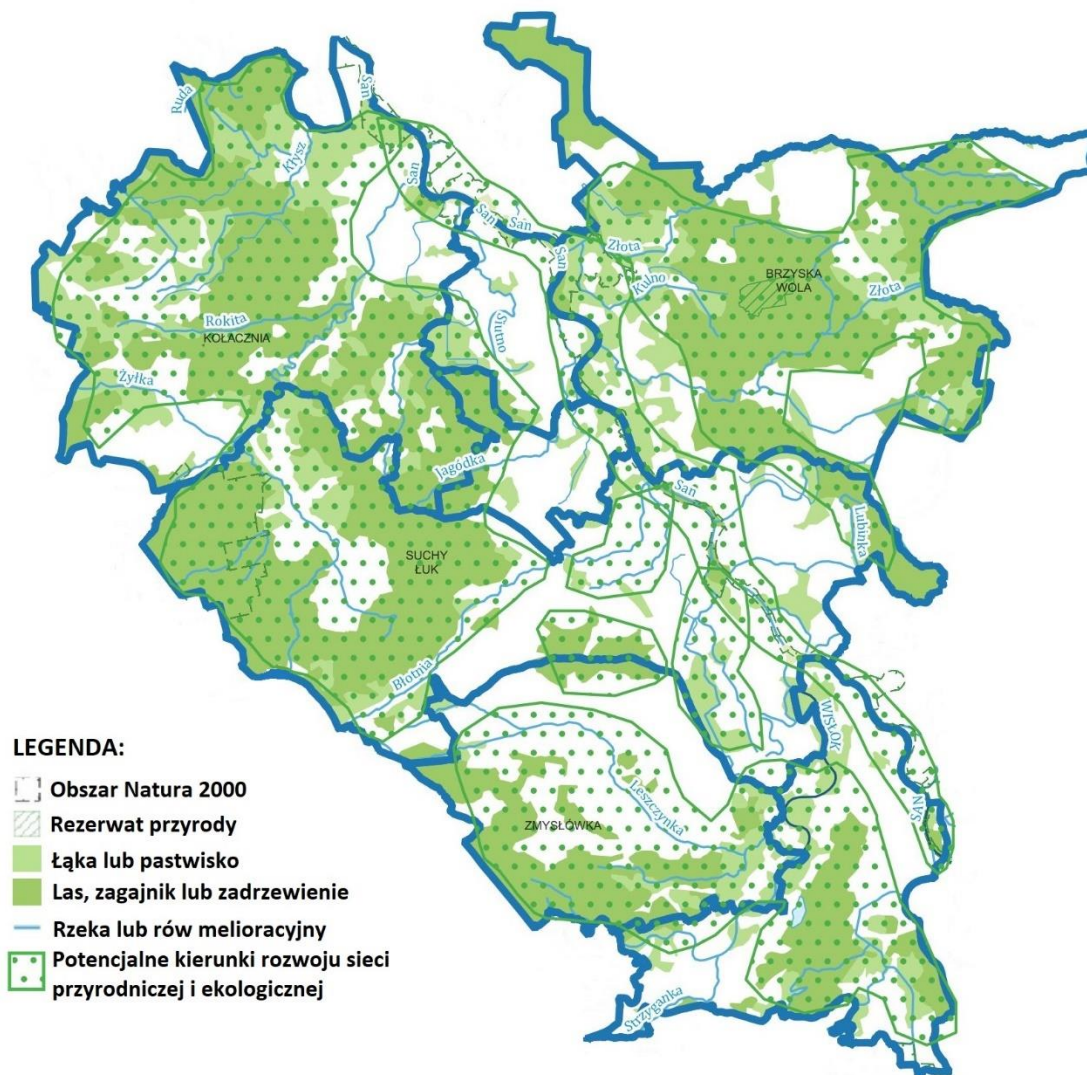 San
Ruda
Kłysz
San
San
San
San
Złota
Kulno
BRZYSKA
WOLA
Złota
Rokita
KOŁACZNIA
Żyłka
Jagódka
San
Lubinka
SUCHY
ŁUK
Błotnia
WISŁOK
SAN
Leszczynka
ZMYSŁÓWKA
Strzyganka
LEGENDA:
Obszar Natura 2000
Rezerwat przyrody
Łąka lub pastwisko
Las, zagajnik lub zadrzewienie
Rzeka lub rów melioracyjny
Potencjalne kierunki rozwoju sieci
przyrodniczej i ekologicznej